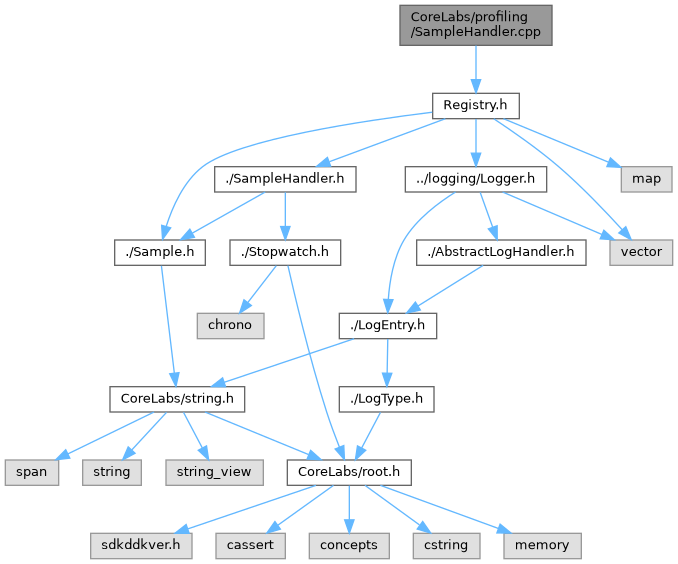 CoreLabs/profiling
/SampleHandler.cpp
Registry.h
./SampleHandler.h
../logging/Logger.h
map
./Sample.h
./Stopwatch.h
./AbstractLogHandler.h
vector
chrono
./LogEntry.h
CoreLabs/string.h
./LogType.h
span
string
string_view
CoreLabs/root.h
sdkddkver.h
cassert
concepts
cstring
memory